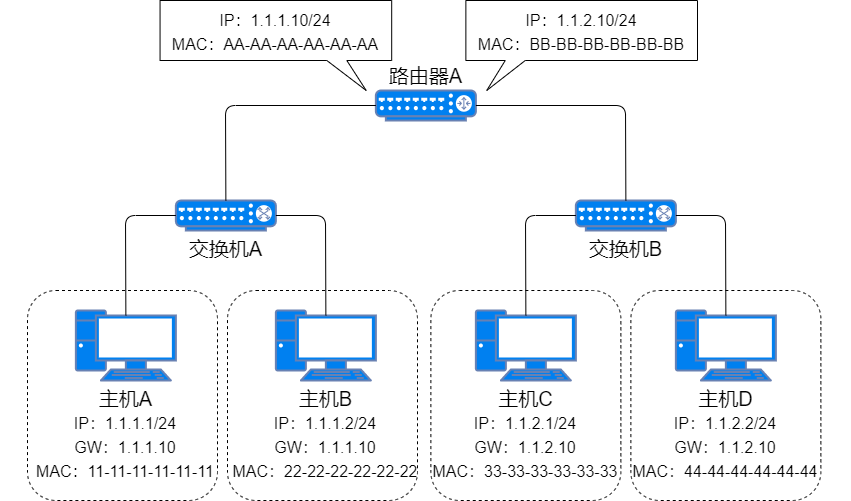 IP：1.1.1.10/24
MAC：AA-AA-AA-AA-AA-AA
IP：1.1.2.10/24
MAC：BB-BB-BB-BB-BB-BB
路由器A
交换机A
交换机B
主机A
IP：1.1.1.1/24
GW：1.1.1.10
MAC：11-11-11-11-11-11
主机B
IP：1.1.1.2/24
GW：1.1.1.10
MAC：22-22-22-22-22-22
主机C
IP：1.1.2.1/24
GW：1.1.2.10
MAC：33-33-33-33-33-33
主机D
IP：1.1.2.2/24
GW：1.1.2.10
MAC：44-44-44-44-44-44